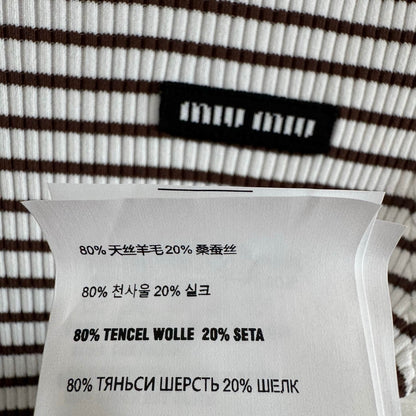 miu miu
80% 天丝羊毛 20% 桑蚕丝
80% 천사울 20% 실크
80% TENCEL WOLLE 20% SETA
80% ТЯНЬСИ ШЕРСТЬ 20% ШЕЛК